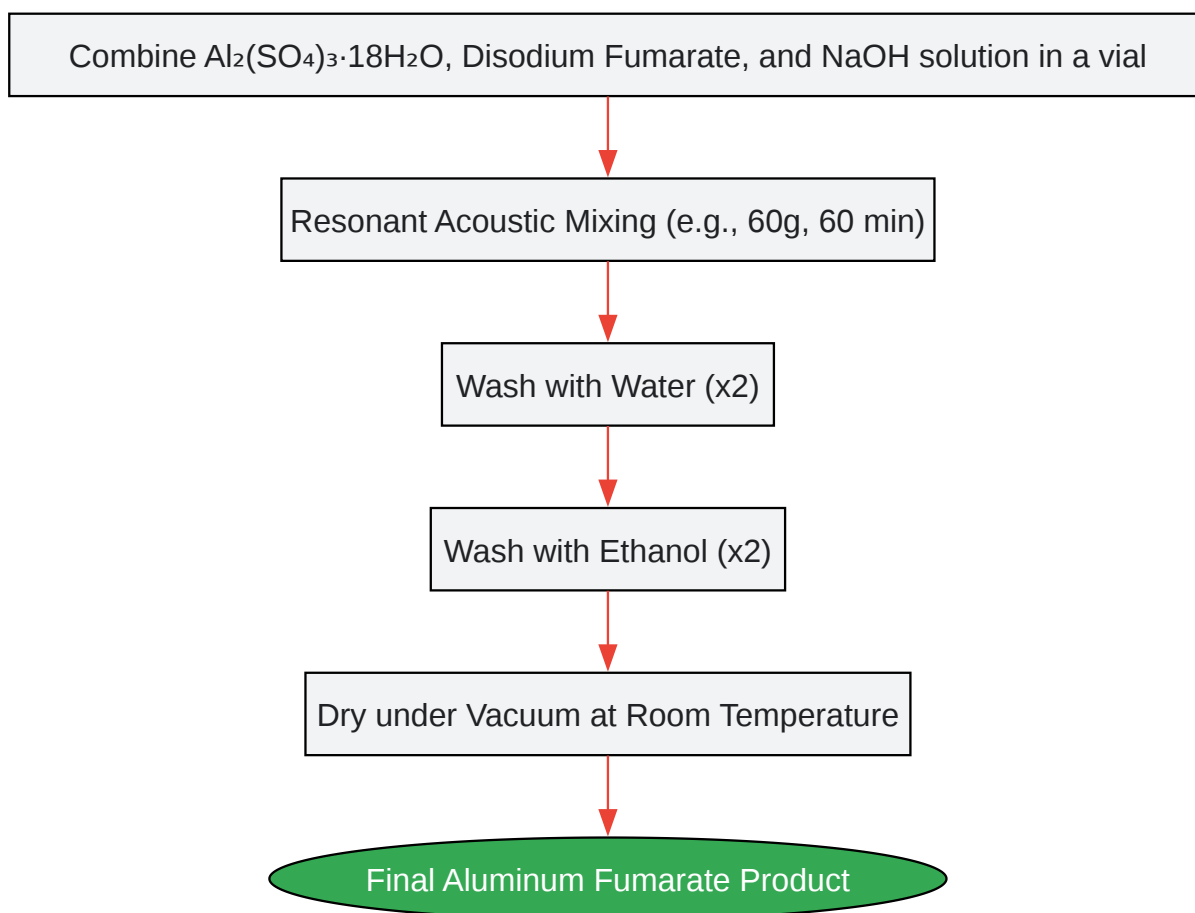 Combine Al₂(SO₄)₃·18H₂O, Disodium Fumarate, and NaOH solution in a vial
Resonant Acoustic Mixing (e.g., 60g, 60 min)
Wash with Water (x2)
Wash with Ethanol (x2)
Dry under Vacuum at Room Temperature
Final Aluminum Fumarate Product